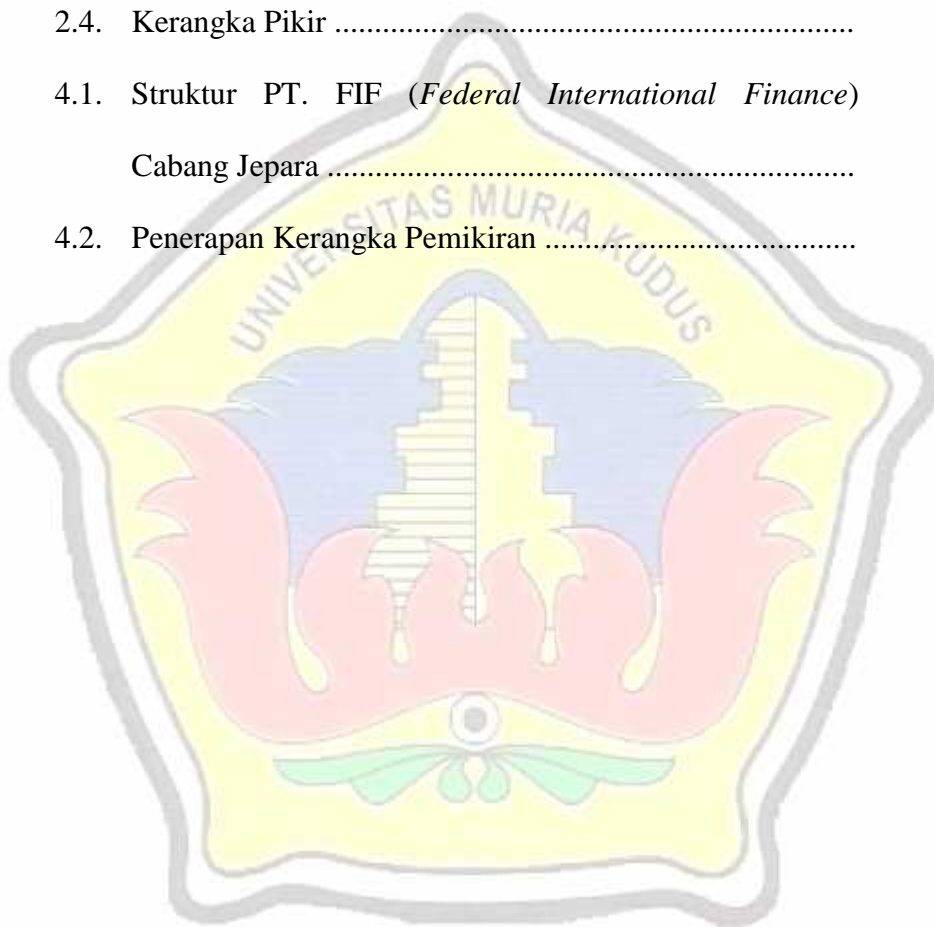 2.4. Kerangka Pikir .................................................................
4.1. Struktur PT. FIF (Federal International Finance)
Cabang Jepara ..................................................................
4.2. Penerapan Kerangka Pemikiran .......................................
UNIVERSITAS MURIA KUDUS